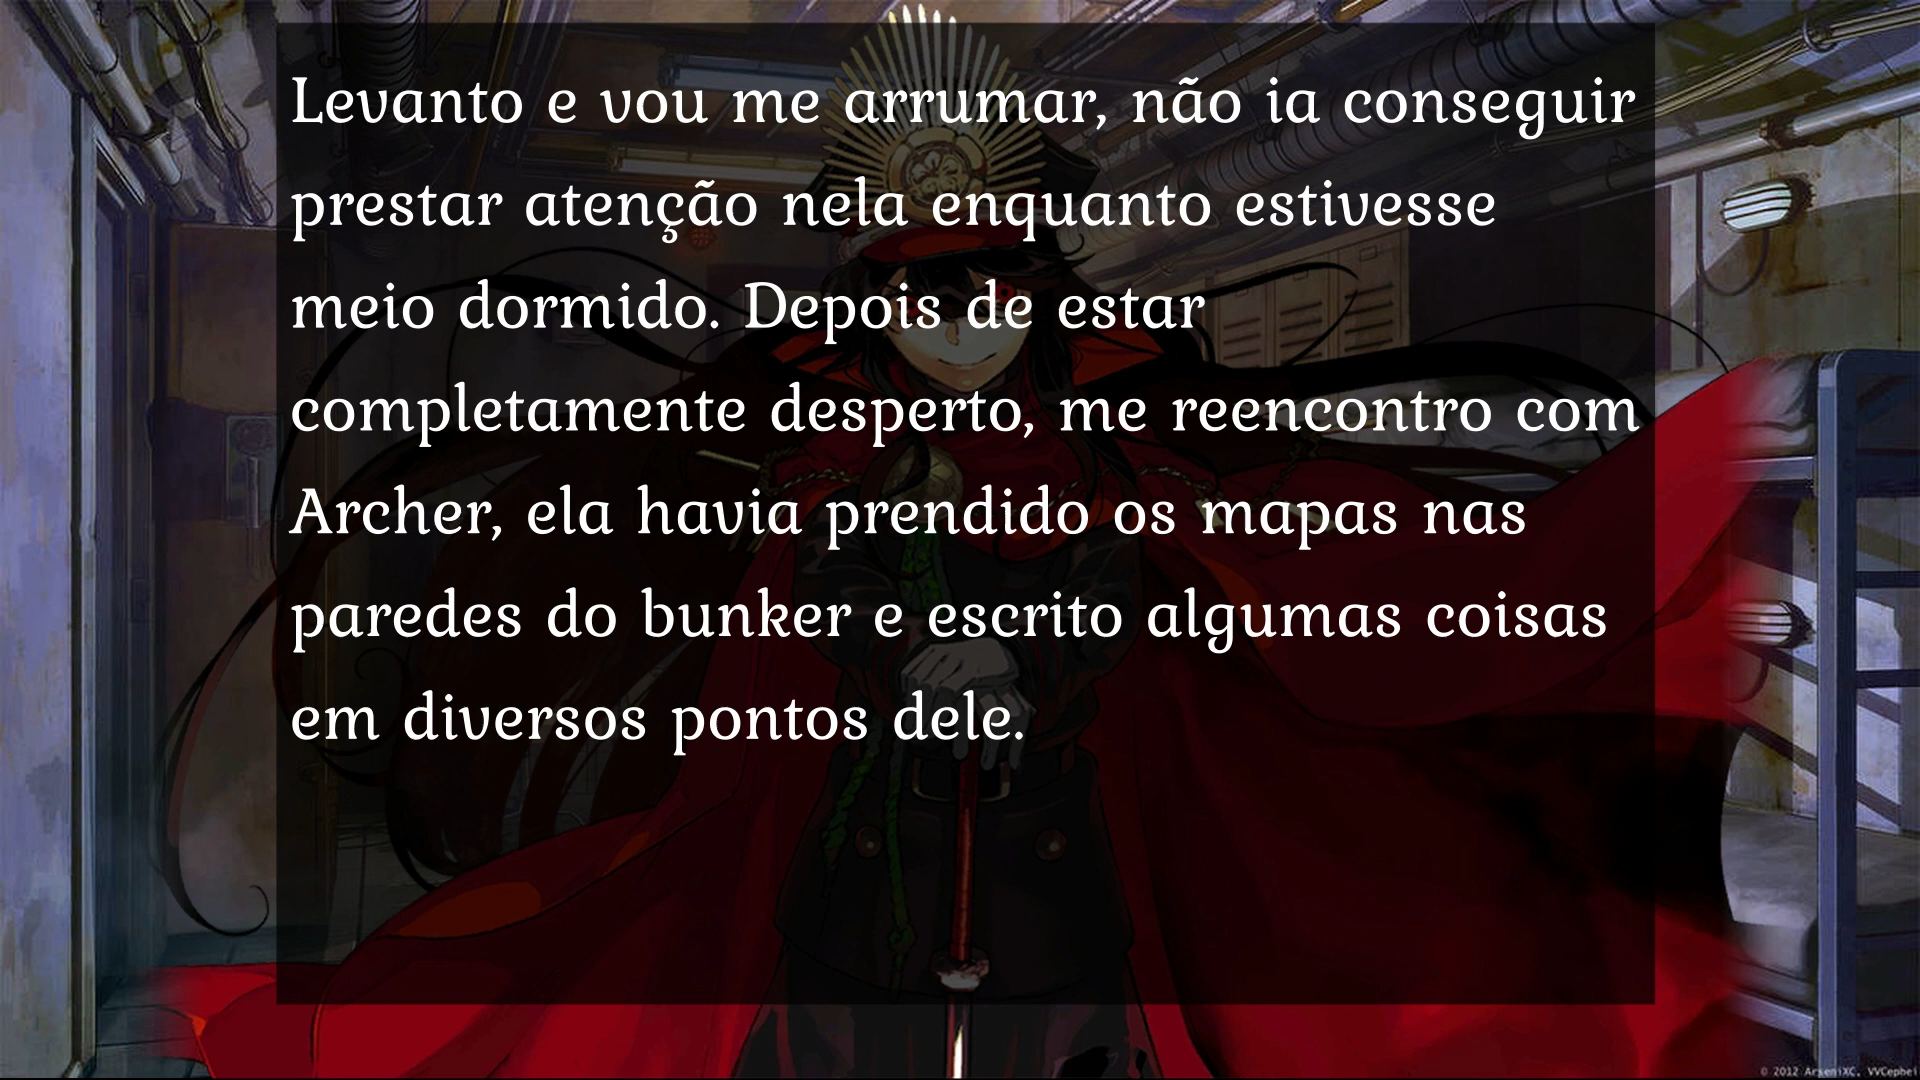 Levanto e vou me arrumar, não ia conseguir
prestar atenção nela enquanto estivesse
meio dormido. Depois de estar
completamente desperto, me reencontro com
Archer, ela havia prendido os mapas nas
paredes do bunker e escrito algumas coisas
em diversos pontos dele.
© 2012 ArseniXC, VVCephei